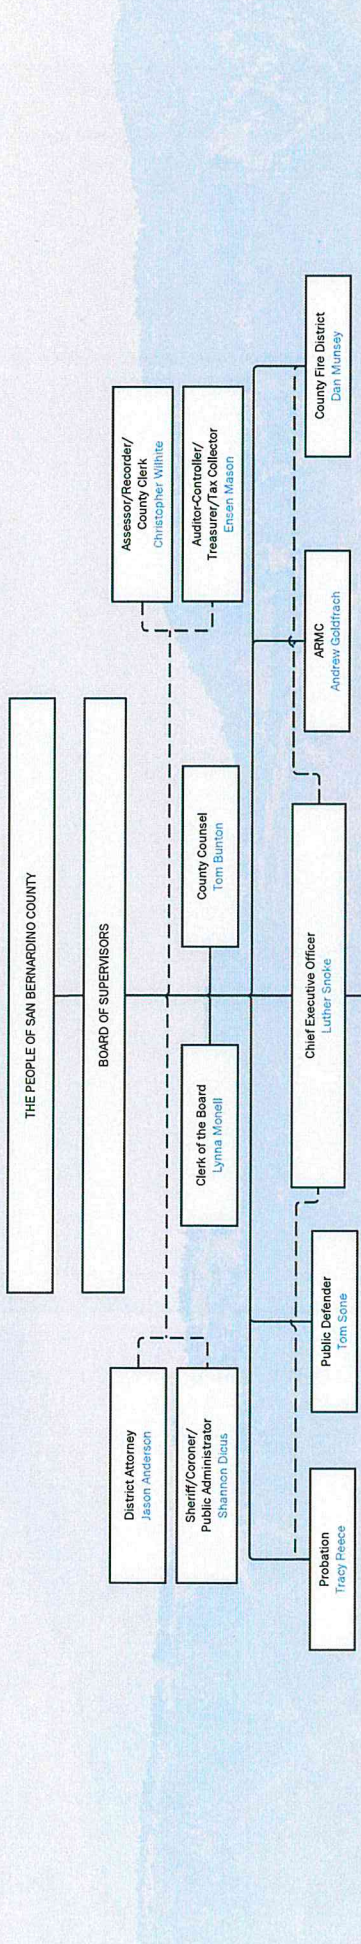 THE PEOPLE OF SAN BERNARDINO COUNTY
BOARD OF SUPERVISORS
District Attorney
Jason Anderson
Sheriff/Coroner/
Public Administrator
Shannon Dicus
Assessor/Recorder/
County Clerk
Christopher Wilhite
Auditor-Controller/
Treasurer/Tax Collector
Ensen Mason
Clerk of the Board
Lynna Monell
County Counsel
Tom Bunton
Probation
Tracy Reece
Public Defender
Tom Sone
Chief Executive Officer
Luther Snoke
ARMC
Andrew Goldfrach
County Fire District
Dan Munsey